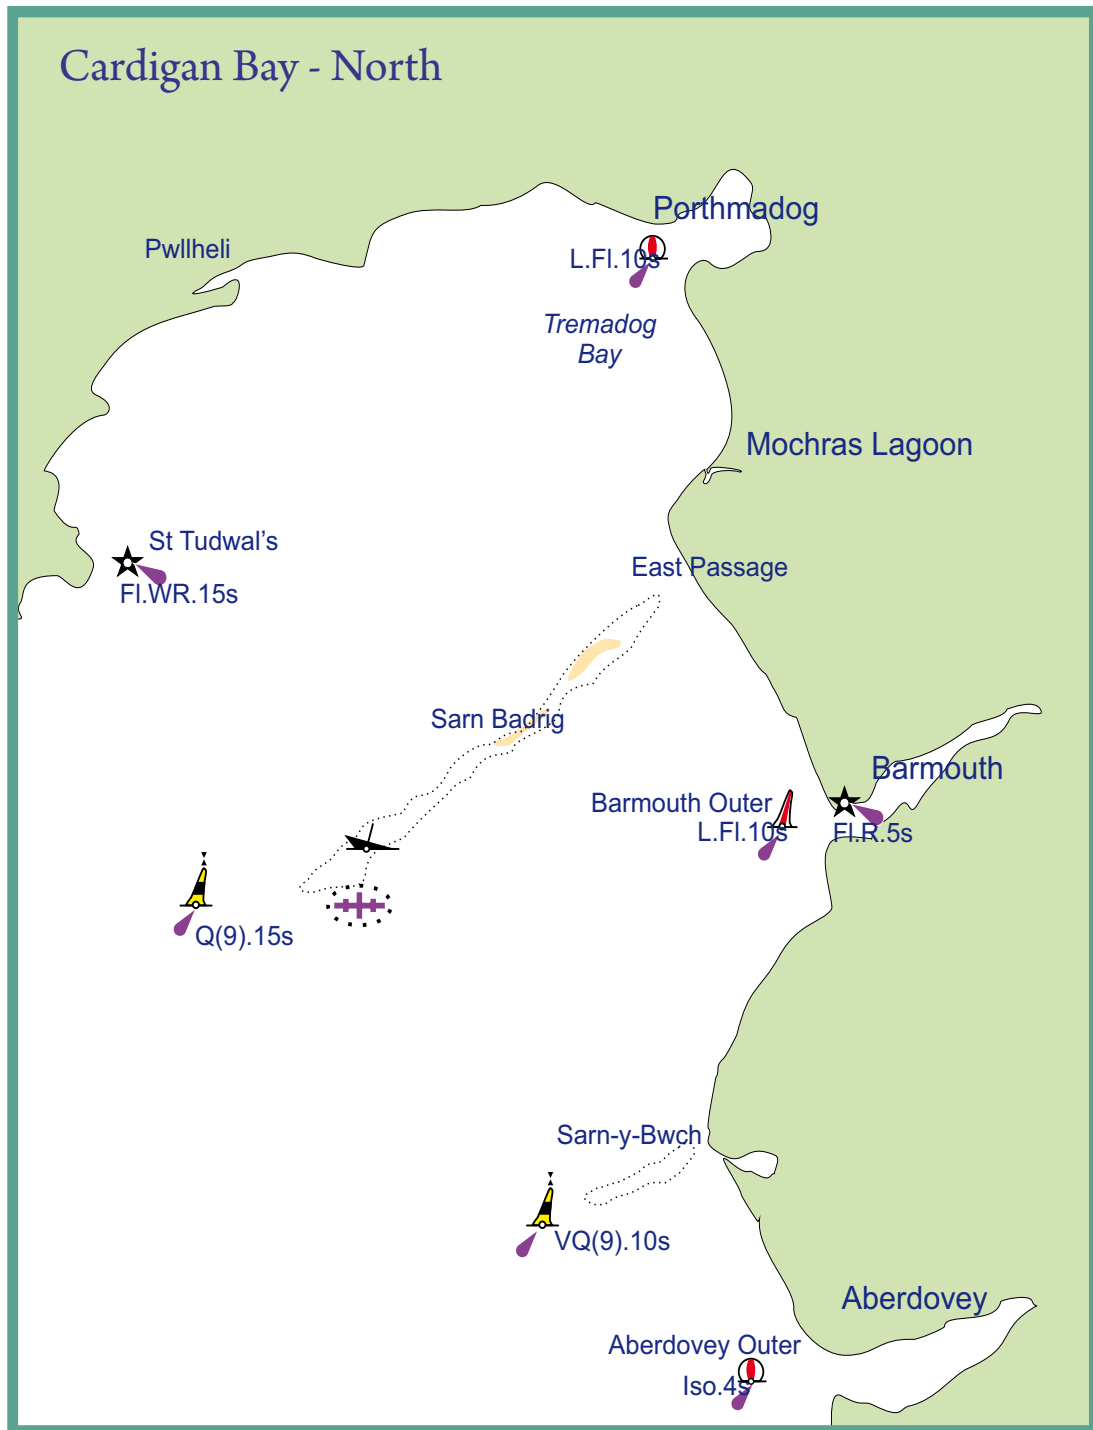 Cardigan Bay - North
Porthmadog
Pwllheli
L.Fl.10s
Tremadog
Bay
Mochras Lagoon
St Tudwal's
Fl.WR.15s
East Passage
Sarn Badrig
Barmouth
Barmouth Outer
L.Fl.10s
Fl.R.5s
Q(9).15s
Sarn-y-Bwch
VQ(9).10s
Aberdovey
Aberdovey Outer
Iso.4s